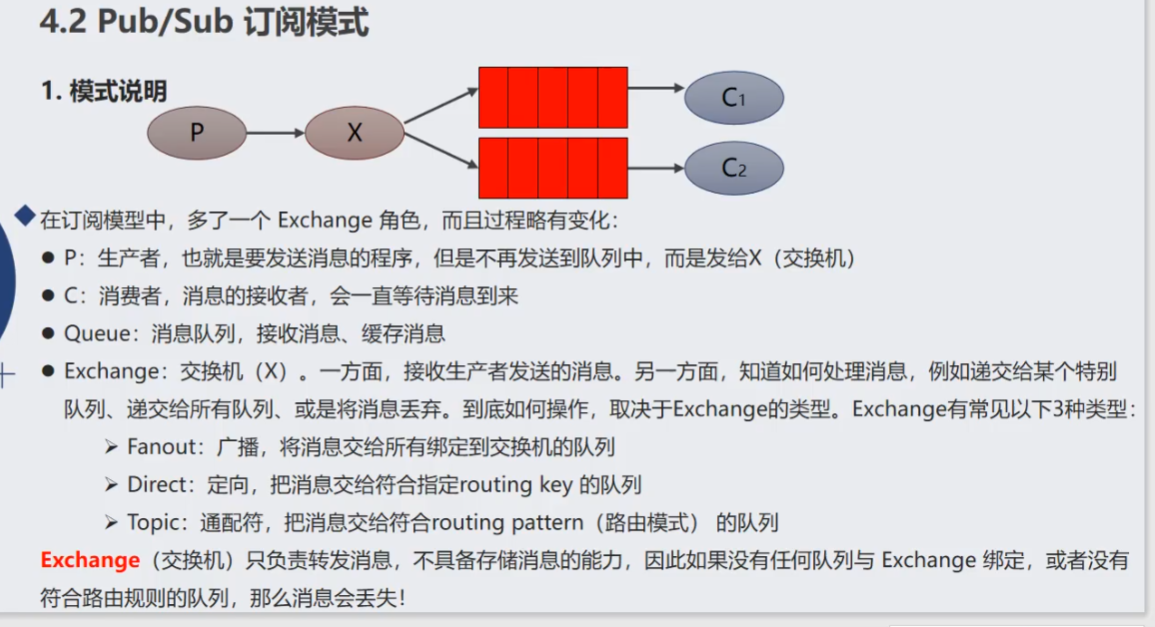 4.2 Pub/Sub 订阅模式
1. 模式说明
P
X
C1
C2
在订阅模型中，多了一个 Exchange 角色，而且过程略有变化：
● P：生产者，也就是要发送消息的程序，但是不再发送到队列中，而是发给X（交换机）
● C：消费者，消息的接收者，会一直等待消息到来
● Queue：消息队列，接收消息、缓存消息
● Exchange：交换机（X）。一方面，接收生产者发送的消息。另一方面，知道如何处理消息，例如递交给某个特别
队列、递交给所有队列、或是将消息丢弃。到底如何操作，取决于Exchange的类型。Exchange有常见以下3种类型：
➢ Fanout：广播，将消息交给所有绑定到交换机的队列
➢ Direct：定向，把消息交给符合指定routing key 的队列
➢ Topic：通配符，把消息交给符合routing pattern（路由模式） 的队列
Exchange（交换机）只负责转发消息，不具备存储消息的能力，因此如果没有任何队列与 Exchange 绑定，或者没有
符合路由规则的队列，那么消息会丢失！